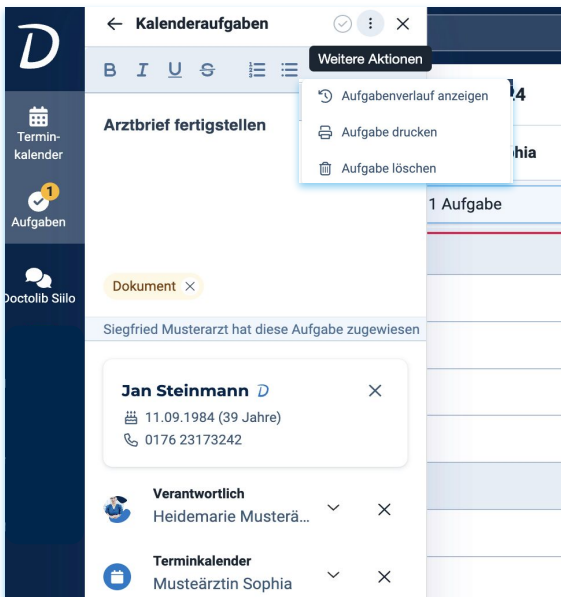 D
Kalenderaufgaben
B I U S
Weitere Aktionen
Aufgabenverlauf anzeigen
Aufgabe drucken
Aufgabe löschen
.4
hia
Termin-
kalender
1
Aufgaben
Doctolib Siilo
Arztbrief fertigstellen
1 Aufgabe
Dokument
Siegfried Musterarzt hat diese Aufgabe zugewiesen
Jan Steinmann D
11.09.1984 (39 Jahre)
0176 23173242
Verantwortlich
Heidemarie Musterä...
Terminkalender
Musteärztin Sophia